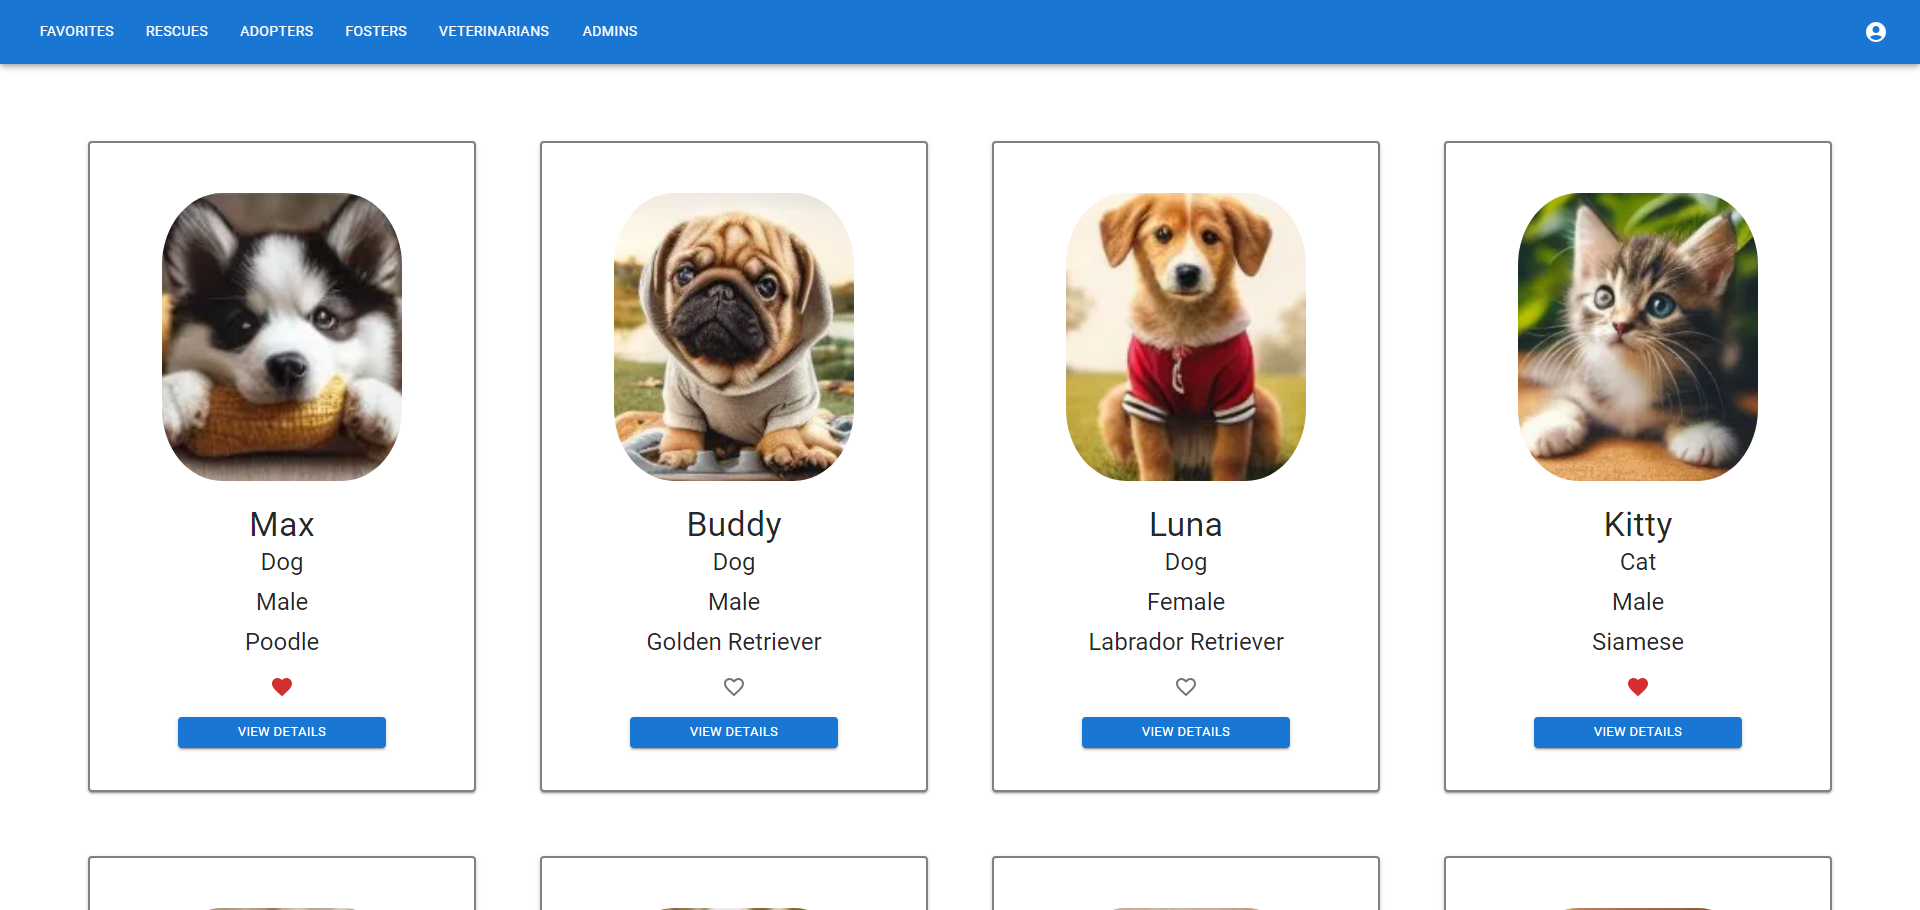 FAVORITES RESCUES ADOPTERS FOSTERS VETERINARIANS ADMINS
Max
Dog
Male
Poodle
VIEW DETAILS
Buddy
Dog
Male
Golden Retriever
VIEW DETAILS
Luna
Dog
Female
Labrador Retriever
VIEW DETAILS
Kitty
Cat
Male
Siamese
VIEW DETAILS